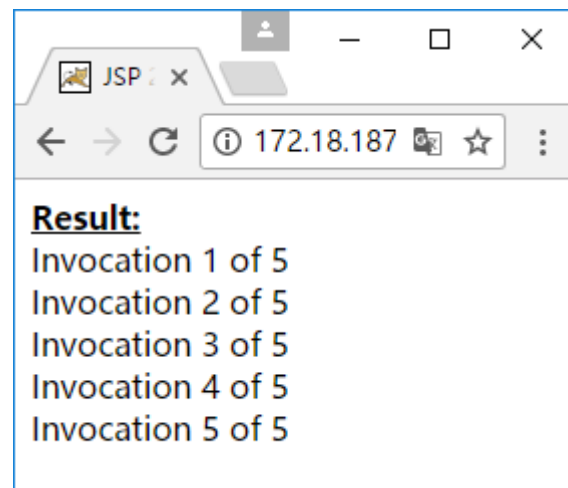 JSP 2
172.18.187
Result:
Invocation 1 of 5
Invocation 2 of 5
Invocation 3 of 5
Invocation 4 of 5
Invocation 5 of 5